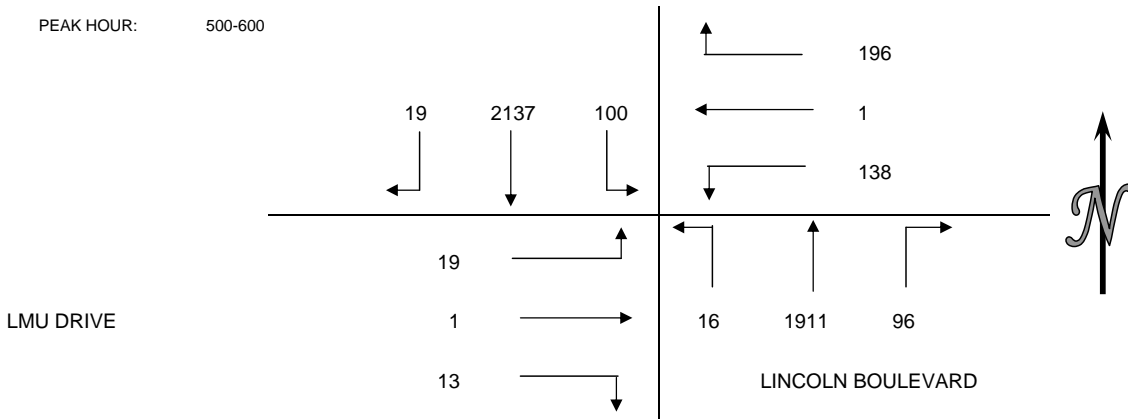 PEAK HOUR: 500-600
196
19 2137 100 1
138
N
19
LMU DRIVE 1 16 1911 96
13 LINCOLN BOULEVARD